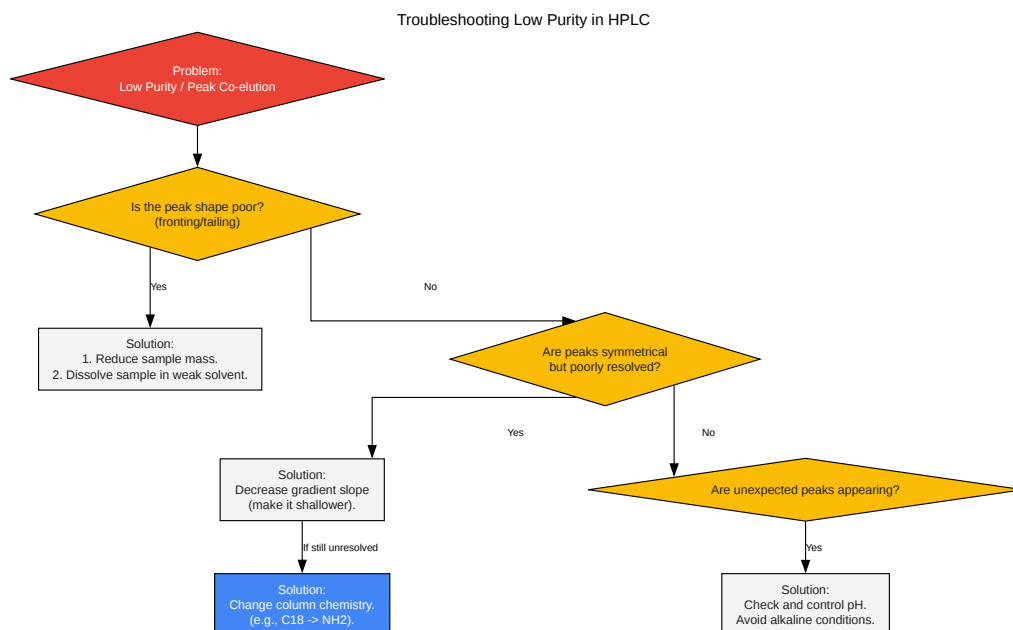 Troubleshooting Low Purity in HPLC
Problem:
Low Purity / Peak Co-elution
Is the peak shape poor?
(fronting/tailing)
Yes
No
Solution:
1. Reduce sample mass.
2. Dissolve sample in weak solvent.
Are peaks symmetrical
but poorly resolved?
Yes
No
Solution:
Decrease gradient slope
(make it shallower).
Are unexpected peaks appearing?
If still unresolved
Yes
Solution:
Change column chemistry.
(e.g., C18 -> NH2).
Solution:
Check and control pH.
Avoid alkaline conditions.